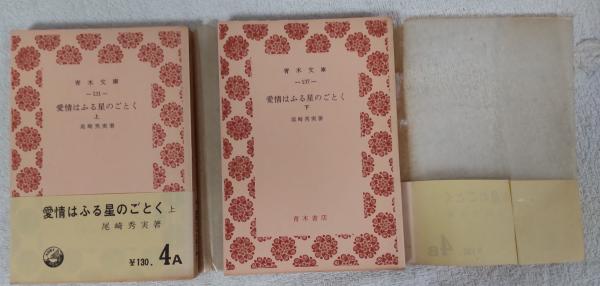 青木文庫
—131—
愛情はふる星のごとく
上
尾崎秀実著
愛情はふる星のごとく 上
尾崎秀実著
¥130. 4A
青木文庫
—137—
愛情はふる星のごとく
下
尾崎秀実著
青木書店
4B